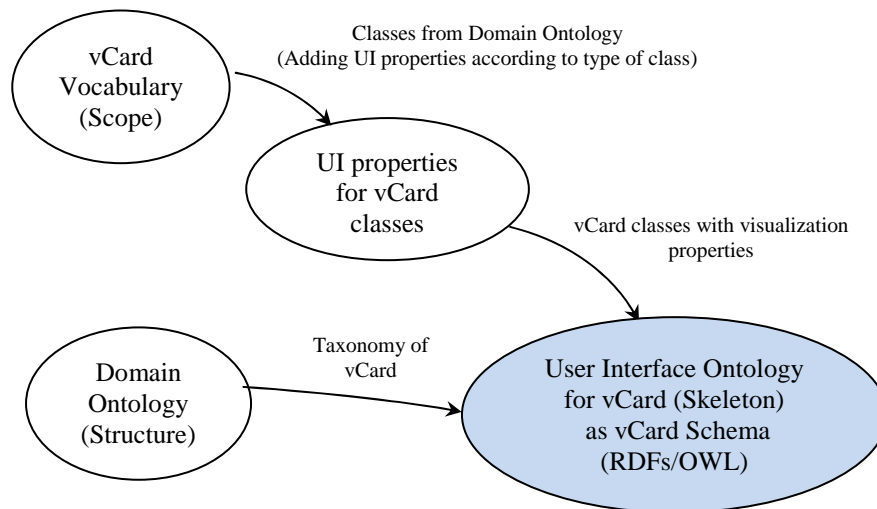 vCard
Vocabulary
(Scope)
Classes from Domain Ontology
(Adding UI properties according to type of class)
UI properties
for vCard
classes
vCard classes with visualization
properties
Domain
Ontology
(Structure)
Taxonomy of
vCard
User Interface Ontology
for vCard (Skeleton)
as vCard Schema
(RDFs/OWL)